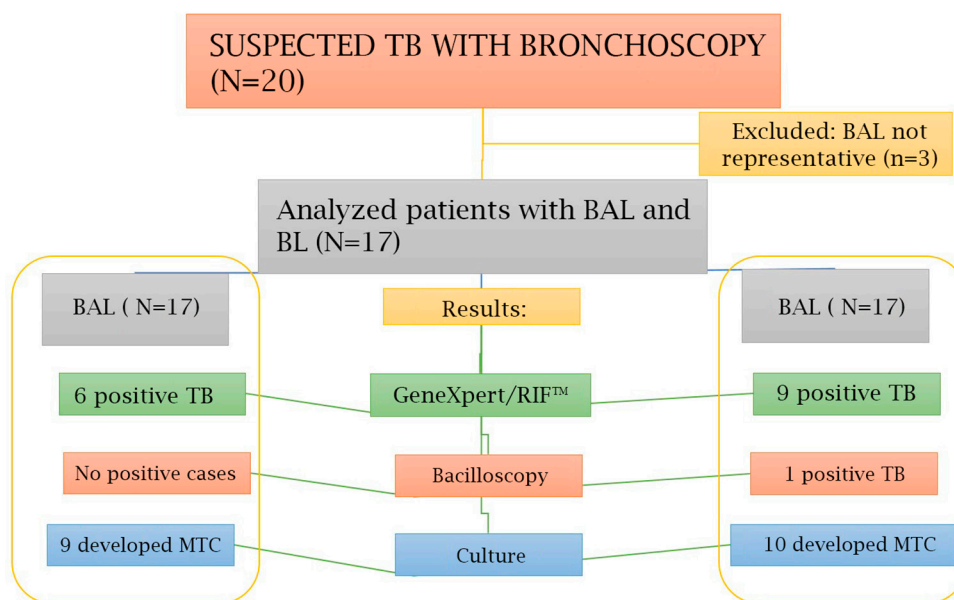 SUSPECTED TB WITH BRONCHOSCOPY
(N=20)
Excluded: BAL not
representative (n=3)
Analyzed patients with BAL and
BL (N=17)
BAL ( N=17)
Results:
BAL ( N=17)
6 positive TB
GeneXpert/RIF™
9 positive TB
No positive cases
Bacilloscopy
1 positive TB
9 developed MTC
Culture
10 developed MTC